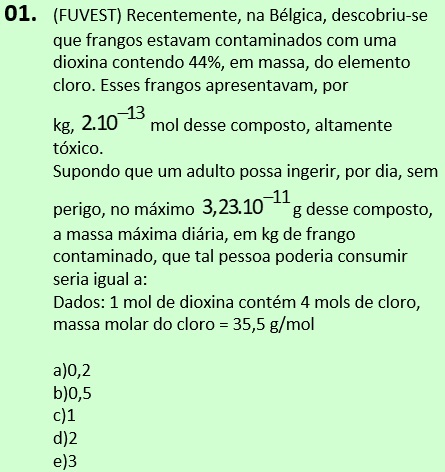 01. (FUVEST) Recentemente, na Bélgica, descobriu-se
que frangos estavam contaminados com uma
dioxina contendo 44%, em massa, do elemento
cloro. Esses frangos apresentavam, por
kg, 2.10⁻¹³ mol desse composto, altamente
tóxico.
Supondo que um adulto possa ingerir, por dia, sem
perigo, no máximo 3,23.10⁻¹¹ g desse composto,
a massa máxima diária, em kg de frango
contaminado, que tal pessoa poderia consumir
seria igual a:
Dados: 1 mol de dioxina contém 4 mols de cloro,
massa molar do cloro = 35,5 g/mol
a)0,2
b)0,5
c)1
d)2
e)3